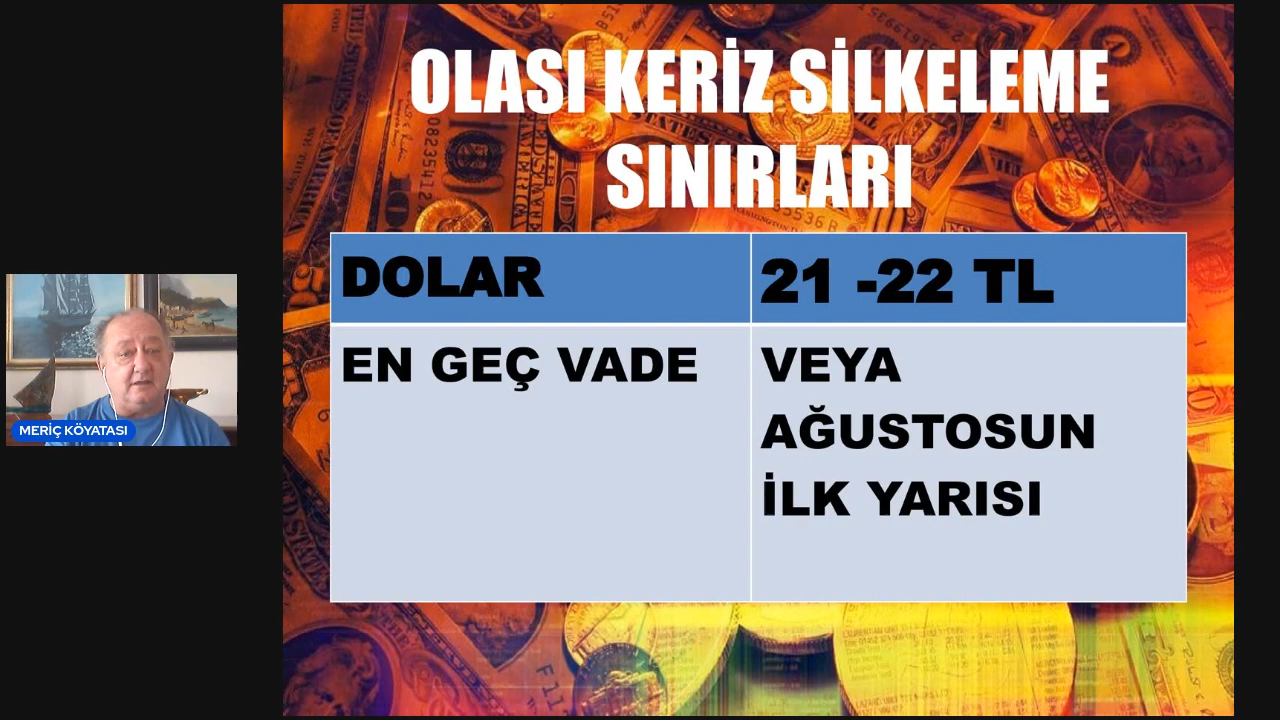 OLASI KERİZ SİLKELEME
SINIRLARI
DOLAR
21 -22 TL
EN GEÇ VADE
VEYA
AĞUSTOSUN
İLK YARISI
MERİÇ KÖYATASI